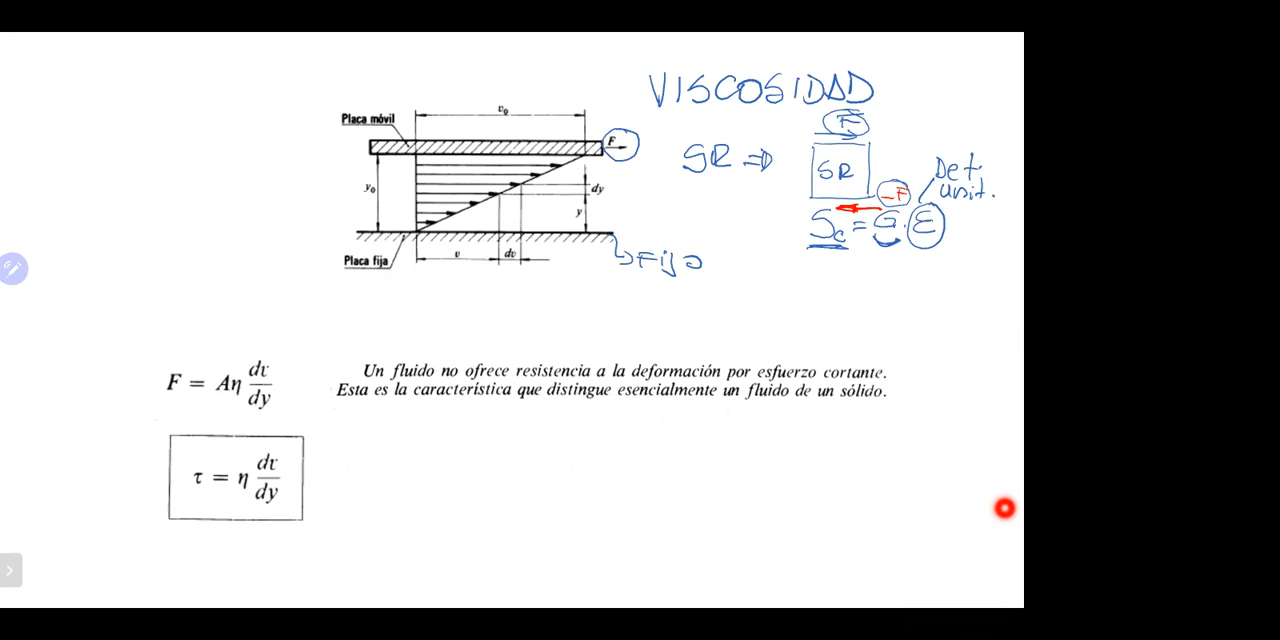 VISCOSIDAD
v₀
Placa móvil
F
F
SR ⇒
SR
Def.
unit.
y₀
dy
y
-F
Sc = G · ε
Placa fija
v
dv
Fijo
F = Aη dv/dy
Un fluido no ofrece resistencia a la deformación por esfuerzo cortante.
Esta es la característica que distingue esencialmente un fluido de un sólido.
τ = η dv/dy